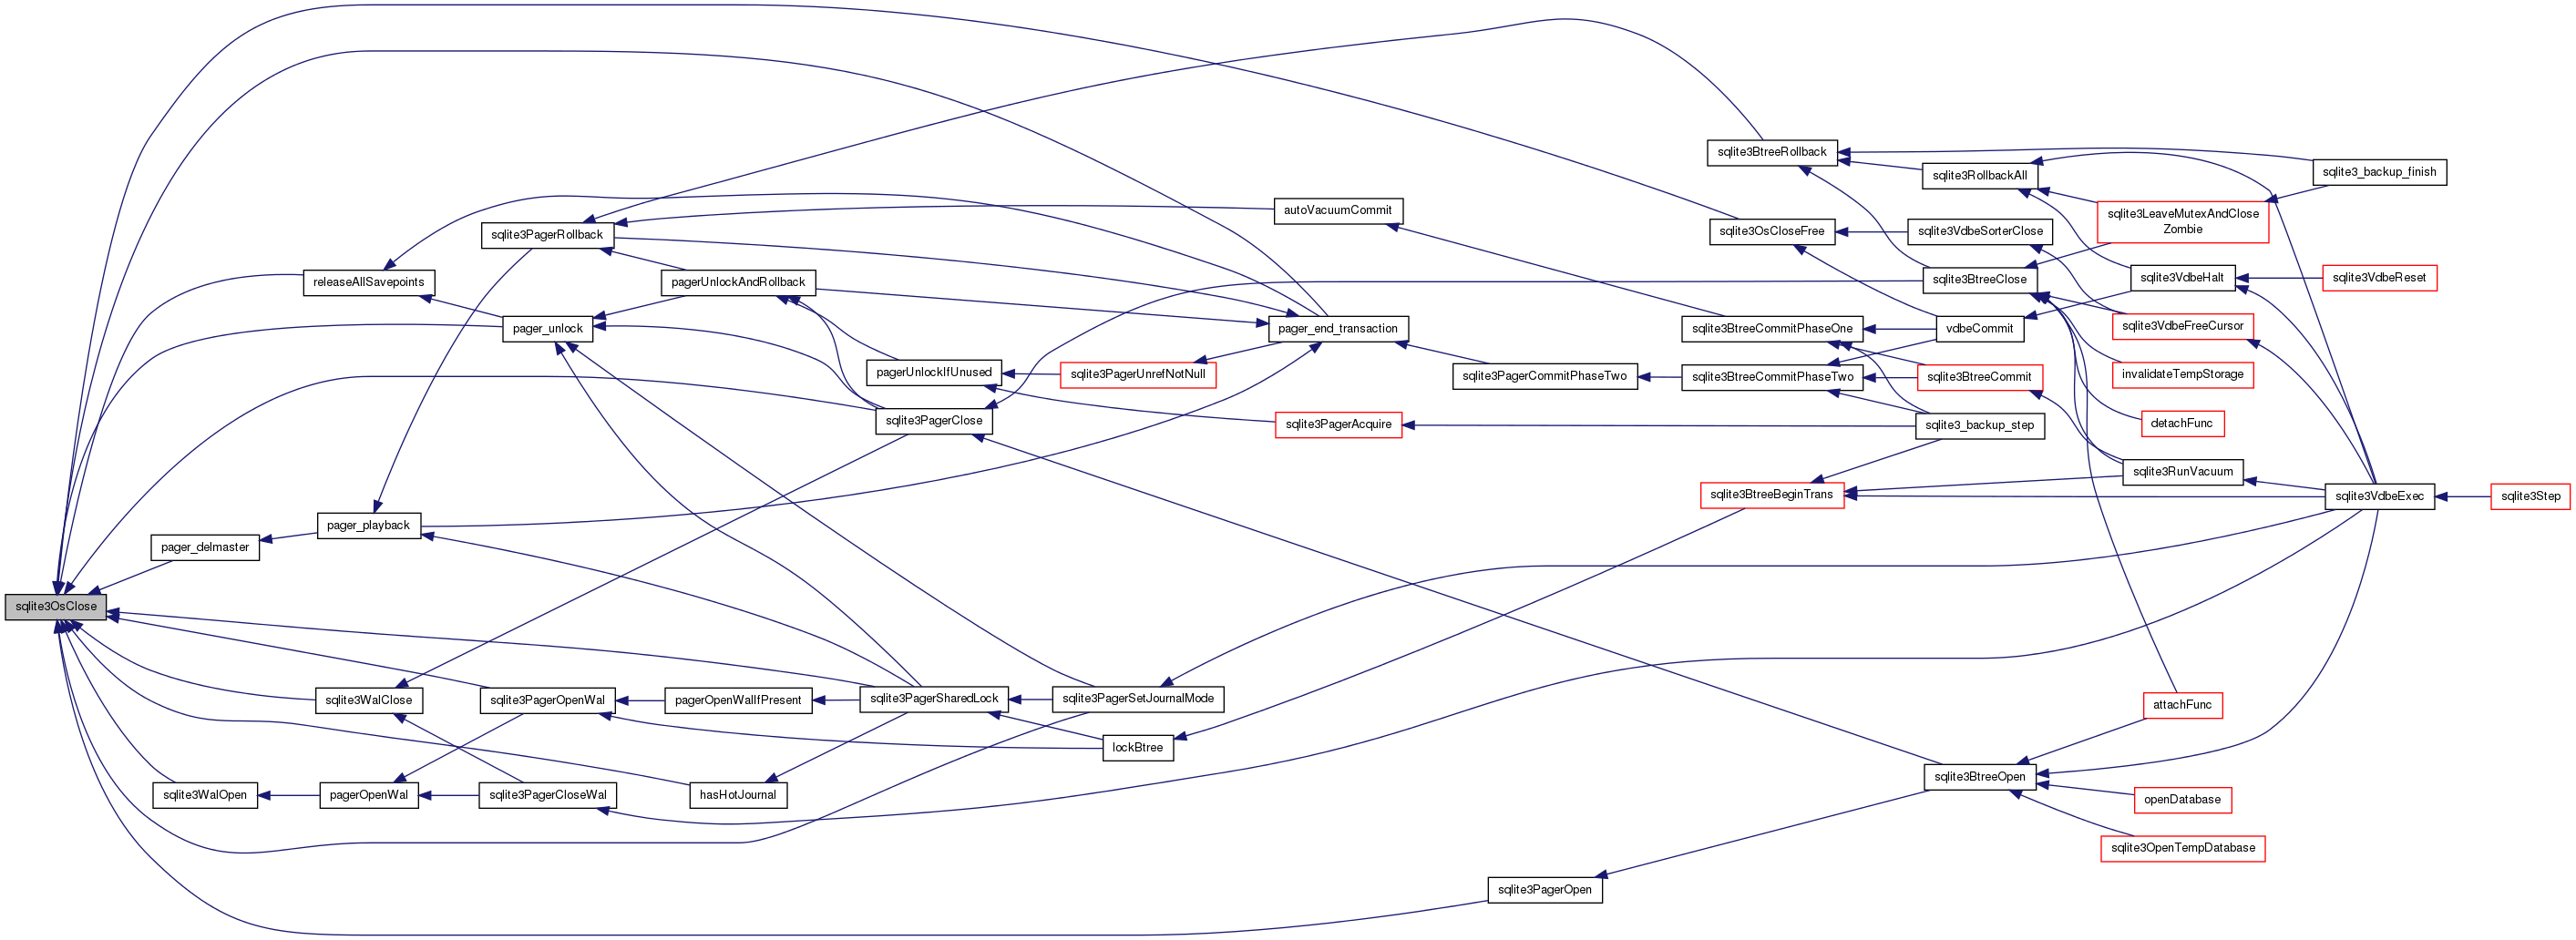 sqlite3OsClose
pager_delmaster
sqlite3WalOpen
releaseAllSavepoints
pager_playback
sqlite3WalClose
pagerOpenWal
sqlite3PagerRollback
pager_unlock
sqlite3PagerOpenWal
sqlite3PagerCloseWal
pagerUnlockAndRollback
pagerOpenWalIfPresent
hasHotJournal
pagerUnlockIfUnused
sqlite3PagerClose
sqlite3PagerSharedLock
sqlite3PagerUnrefNotNull
sqlite3PagerSetJournalMode
lockBtree
autoVacuumCommit
pager_end_transaction
sqlite3PagerAcquire
sqlite3PagerCommitPhaseTwo
sqlite3PagerOpen
sqlite3BtreeRollback
sqlite3OsCloseFree
sqlite3BtreeCommitPhaseOne
sqlite3BtreeCommitPhaseTwo
sqlite3BtreeBeginTrans
sqlite3RollbackAll
sqlite3VdbeSorterClose
sqlite3BtreeClose
vdbeCommit
sqlite3BtreeCommit
sqlite3_backup_step
sqlite3BtreeOpen
sqlite3LeaveMutexAndClose
Zombie
sqlite3VdbeHalt
sqlite3VdbeFreeCursor
invalidateTempStorage
detachFunc
sqlite3RunVacuum
attachFunc
openDatabase
sqlite3OpenTempDatabase
sqlite3_backup_finish
sqlite3VdbeReset
sqlite3VdbeExec
sqlite3Step